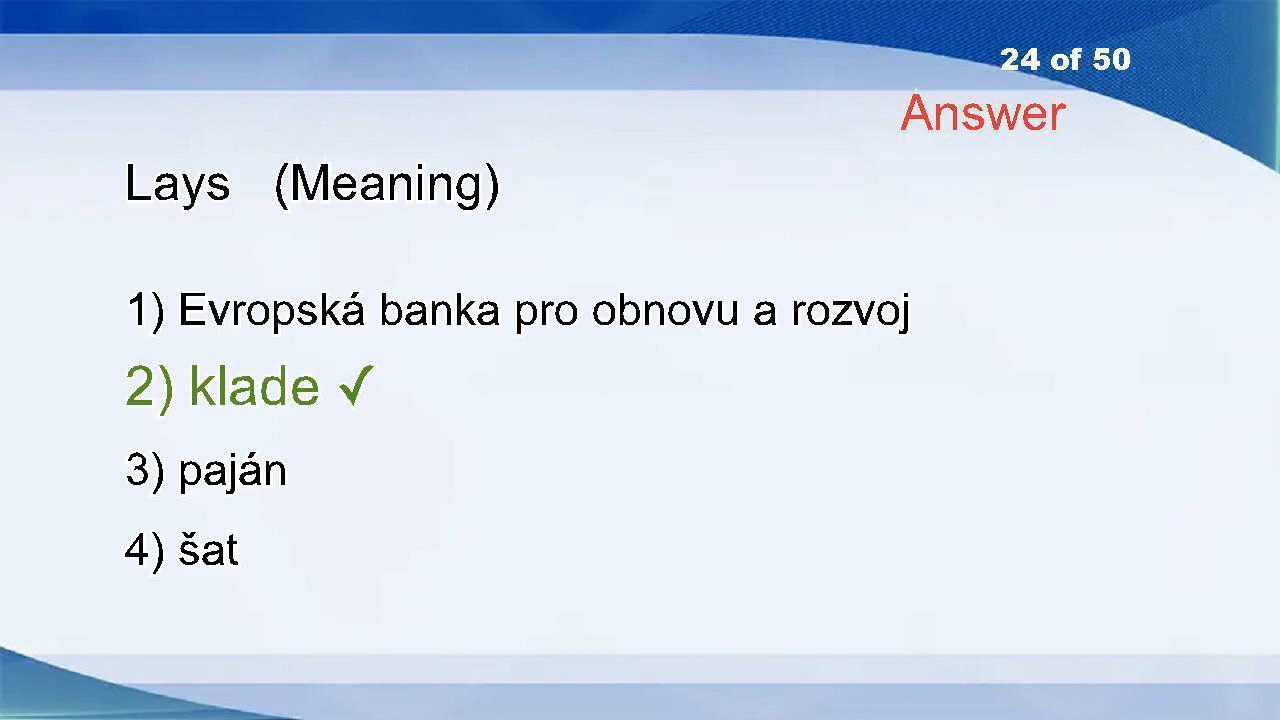 24 of 50
Answer
Lays (Meaning)
1) Evropská banka pro obnovu a rozvoj
2) klade ✓
3) paján
4) šat